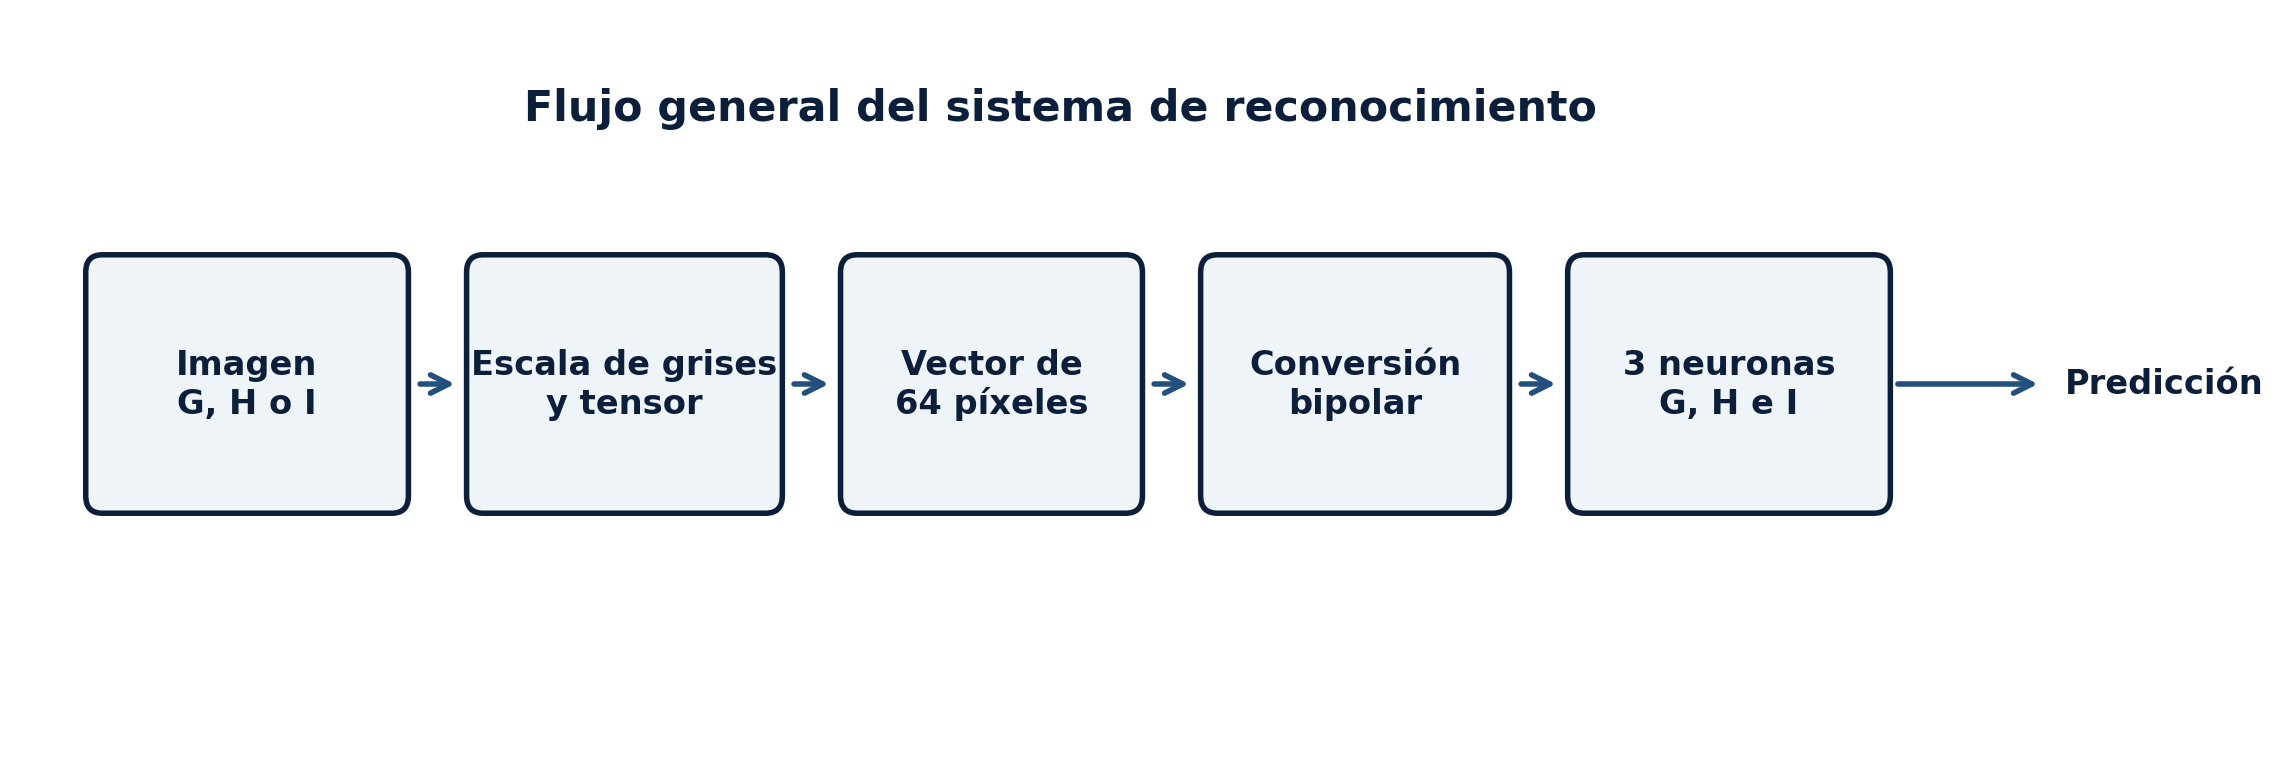 Flujo general del sistema de reconocimiento
Imagen
G, H o I
Escala de grises
y tensor
Vector de
64 píxeles
Conversión
bipolar
3 neuronas
G, H e I
Predicción